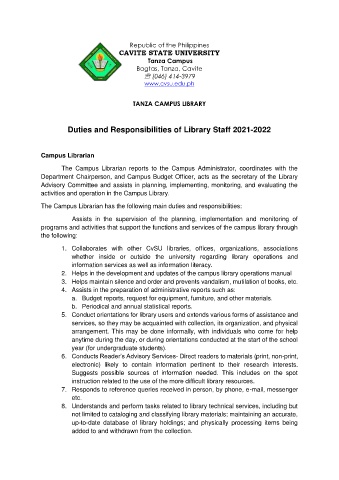 Republic of the Philippines
CAVITE STATE UNIVERSITY
Tanza Campus
Bagtas, Tanza, Cavite
☏ (046) 414-3979
www.cvsu.edu.ph
TANZA CAMPUS LIBRARY
Duties and Responsibilities of Library Staff 2021-2022
Campus Librarian
The Campus Librarian reports to the Campus Administrator, coordinates with the
Department Chairperson, and Campus Budget Officer, acts as the secretary of the Library
Advisory Committee and assists in planning, implementing, monitoring, and evaluating the
activities and operation in the Campus Library.
The Campus Librarian has the following main duties and responsibilities:
Assists in the supervision of the planning, implementation and monitoring of
programs and activities that support the functions and services of the campus library through
the following:
1. Collaborates with other CvSU libraries, offices, organizations, associations
whether inside or outside the university regarding library operations and
information services as well as information literacy.
2. Helps in the development and updates of the campus library operations manual
3. Helps maintain silence and order and prevents vandalism, mutilation of books, etc.
4. Assists in the preparation of administrative reports such as:
a. Budget reports, request for equipment, furniture, and other materials.
b. Periodical and annual statistical reports.
5. Conduct orientations for library users and extends various forms of assistance and
services, so they may be acquainted with collection, its organization, and physical
arrangement. This may be done informally, with individuals who come for help
anytime during the day, or during orientations conducted at the start of the school
year (for undergraduate students).
6. Conducts Reader's Advisory Services- Direct readers to materials (print, non-print,
electronic) likely to contain information pertinent to their research interests.
Suggests possible sources of information needed. This includes on the spot
instruction related to the use of the more difficult library resources.
7. Responds to reference queries received in person, by phone, e-mail, messenger
etc.
8. Understands and perform tasks related to library technical services, including but
not limited to cataloging and classifying library materials; maintaining an accurate,
up-to-date database of library holdings; and physically processing items being
added to and withdrawn from the collection.